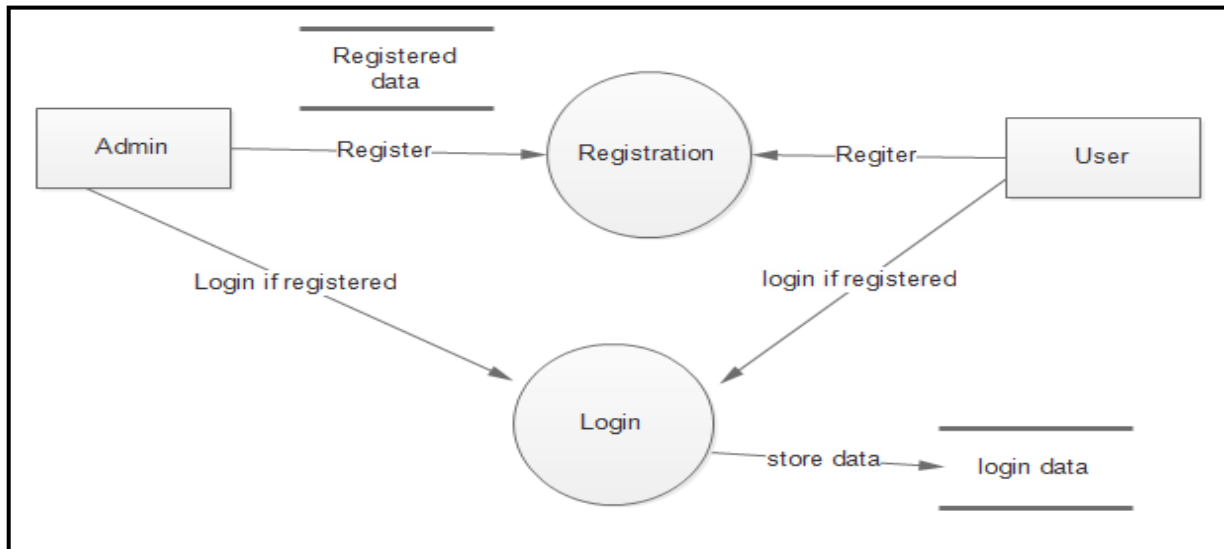 Registered
data
Admin
Register
Registration
Regiter
User
Login if registered
login if registered
Login
store data
login data